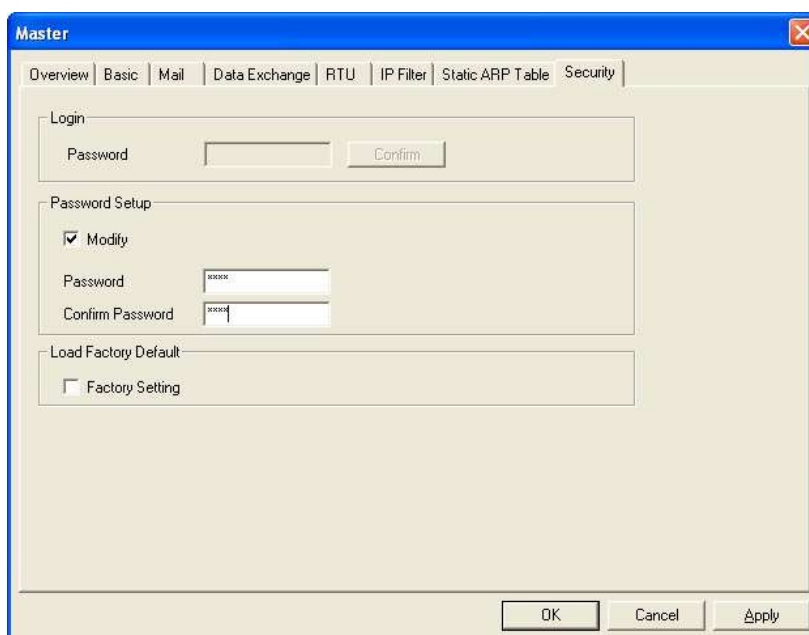 Master
Overview Basic Mail Data Exchange RTU IP Filter Static ARP Table Security
Login
Password Confirm
Password Setup
Modify
Password ****
Confirm Password ****
Load Factory Default
Factory Setting
OK Cancel Apply